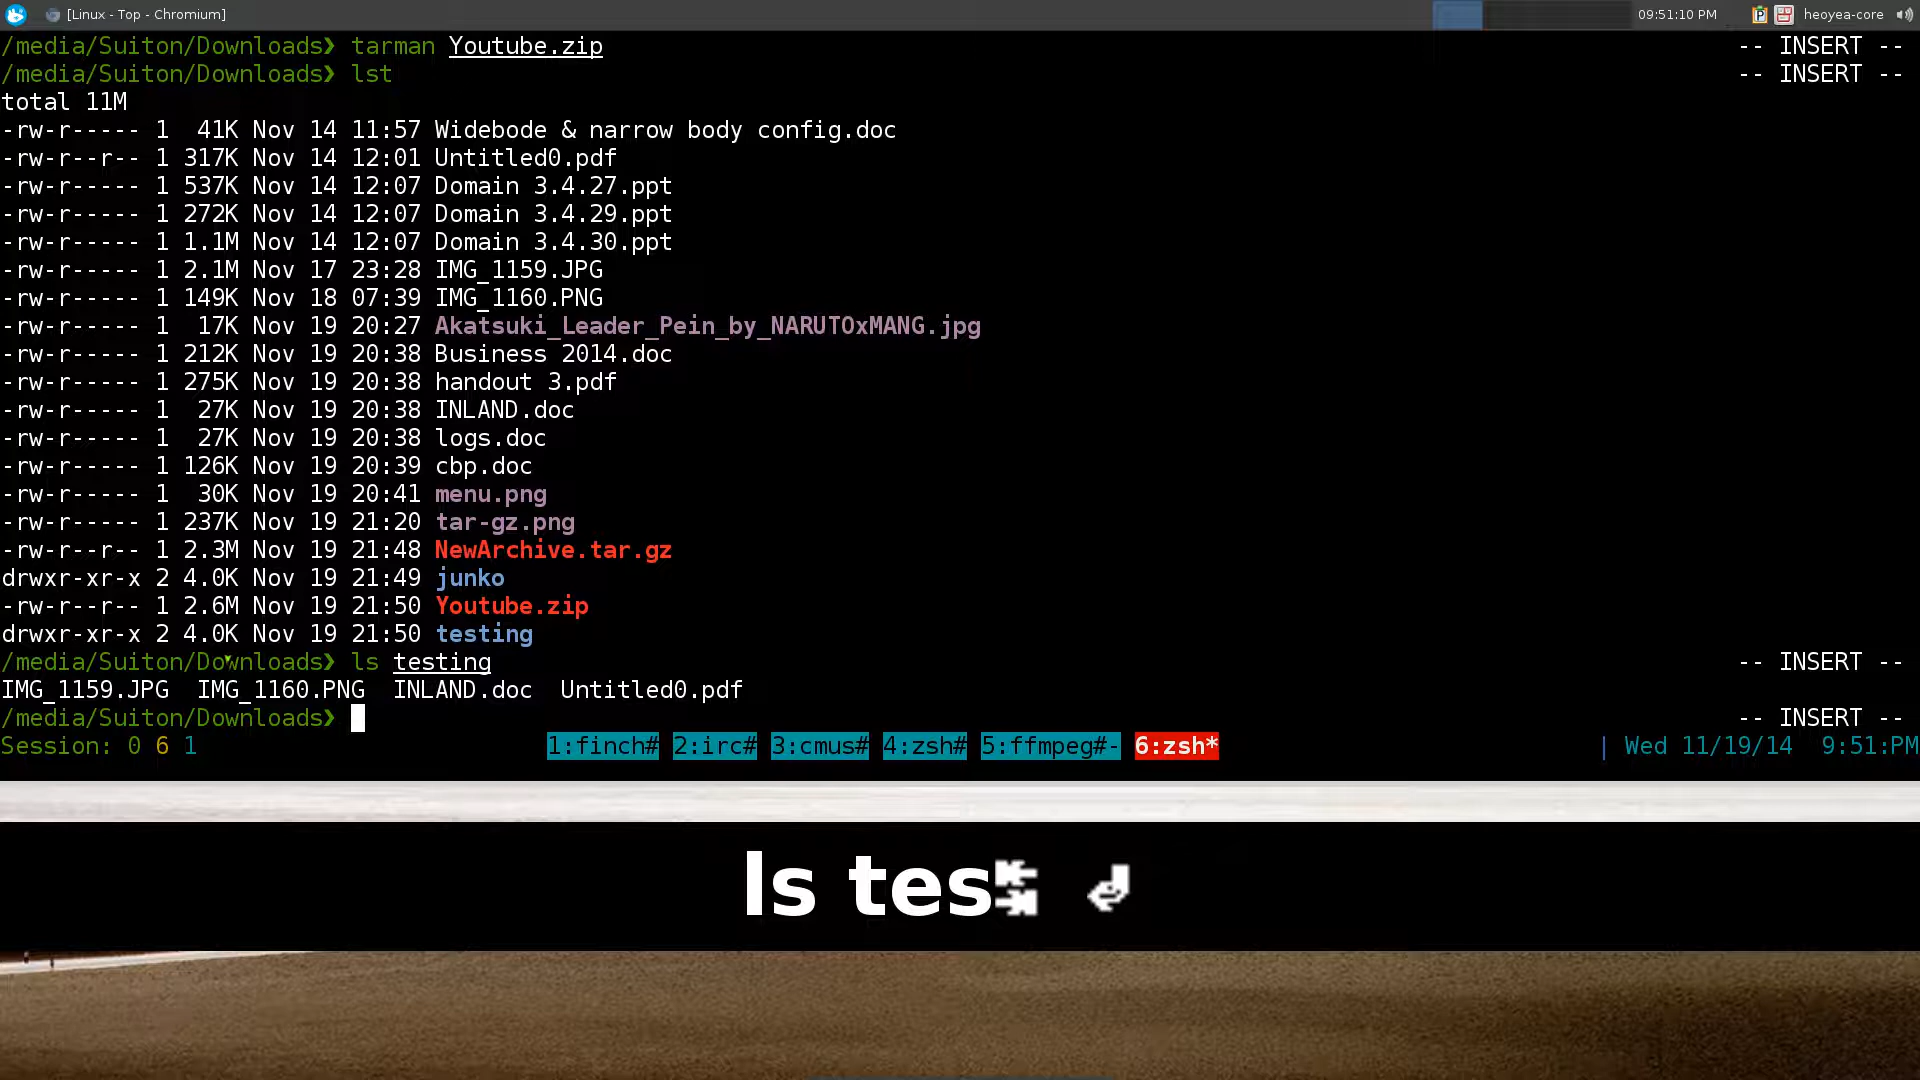 [Linux - Top - Chromium] 09:51:10 PM heoyea-core
/media/Suiton/Downloads❯ tarman Youtube.zip -- INSERT --
/media/Suiton/Downloads❯ lst -- INSERT --
total 11M
-rw-r----- 1  41K Nov 14 11:57 Widebode & narrow body config.doc
-rw-r--r-- 1 317K Nov 14 12:01 Untitled0.pdf
-rw-r----- 1 537K Nov 14 12:07 Domain 3.4.27.ppt
-rw-r----- 1 272K Nov 14 12:07 Domain 3.4.29.ppt
-rw-r----- 1 1.1M Nov 14 12:07 Domain 3.4.30.ppt
-rw-r----- 1 2.1M Nov 17 23:28 IMG_1159.JPG
-rw-r----- 1 149K Nov 18 07:39 IMG_1160.PNG
-rw-r----- 1  17K Nov 19 20:27 Akatsuki_Leader_Pein_by_NARUTOxMANG.jpg
-rw-r----- 1 212K Nov 19 20:38 Business 2014.doc
-rw-r----- 1 275K Nov 19 20:38 handout 3.pdf
-rw-r----- 1  27K Nov 19 20:38 INLAND.doc
-rw-r----- 1  27K Nov 19 20:38 logs.doc
-rw-r----- 1 126K Nov 19 20:39 cbp.doc
-rw-r----- 1  30K Nov 19 20:41 menu.png
-rw-r----- 1 237K Nov 19 21:20 tar-gz.png
-rw-r--r-- 1 2.3M Nov 19 21:48 NewArchive.tar.gz
drwxr-xr-x 2 4.0K Nov 19 21:49 junko
-rw-r--r-- 1 2.6M Nov 19 21:50 Youtube.zip
drwxr-xr-x 2 4.0K Nov 19 21:50 testing
/media/Suiton/Downloads❯ ls testing -- INSERT --
IMG_1159.JPG  IMG_1160.PNG  INLAND.doc  Untitled0.pdf
/media/Suiton/Downloads❯ -- INSERT --
Session: 0 6 1 1:finch# 2:irc# 3:cmus# 4:zsh# 5:ffmpeg#- 6:zsh* | Wed 11/19/14  9:51:PM
ls tes